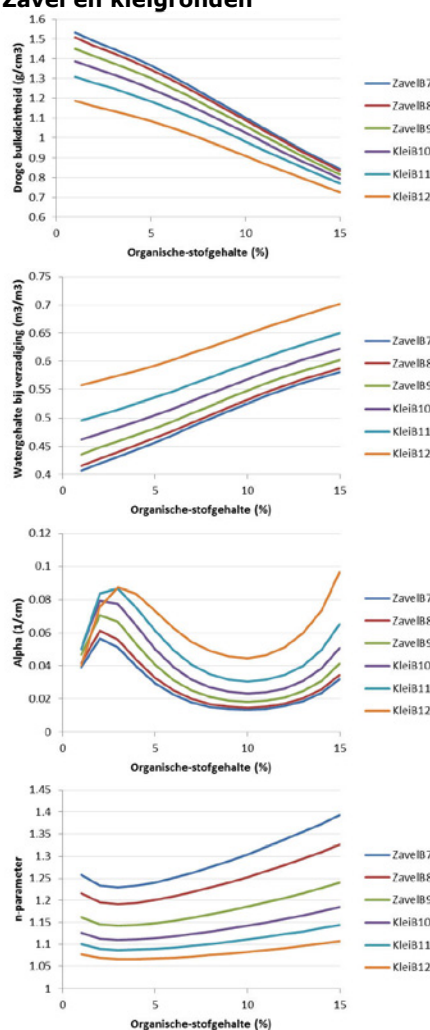 Zavel en kleigronden
Droge bulkdichtheid (g/cm3)
1.6
1.5
1.4
1.3
1.2
1.1
1
0.9
0.8
0.7
0.6
0
5
10
15
Organische-stofgehalte (%)
ZavelB7
ZavelB8
ZavelB9
KleiB10
KleiB11
KleiB12
Watergehalte bij verzadiging (m3/m3)
0.75
0.7
0.65
0.6
0.55
0.5
0.45
0.4
0
5
10
15
Organische-stofgehalte (%)
ZavelB7
ZavelB8
ZavelB9
KleiB10
KleiB11
KleiB12
Alpha (1/cm)
0.12
0.1
0.08
0.06
0.04
0.02
0
0
5
10
15
Organische-stofgehalte (%)
ZavelB7
ZavelB8
ZavelB9
KleiB10
KleiB11
KleiB12
n-parameter
1.45
1.4
1.35
1.3
1.25
1.2
1.15
1.1
1.05
1
0
5
10
15
Organische-stofgehalte (%)
ZavelB7
ZavelB8
ZavelB9
KleiB10
KleiB11
KleiB12